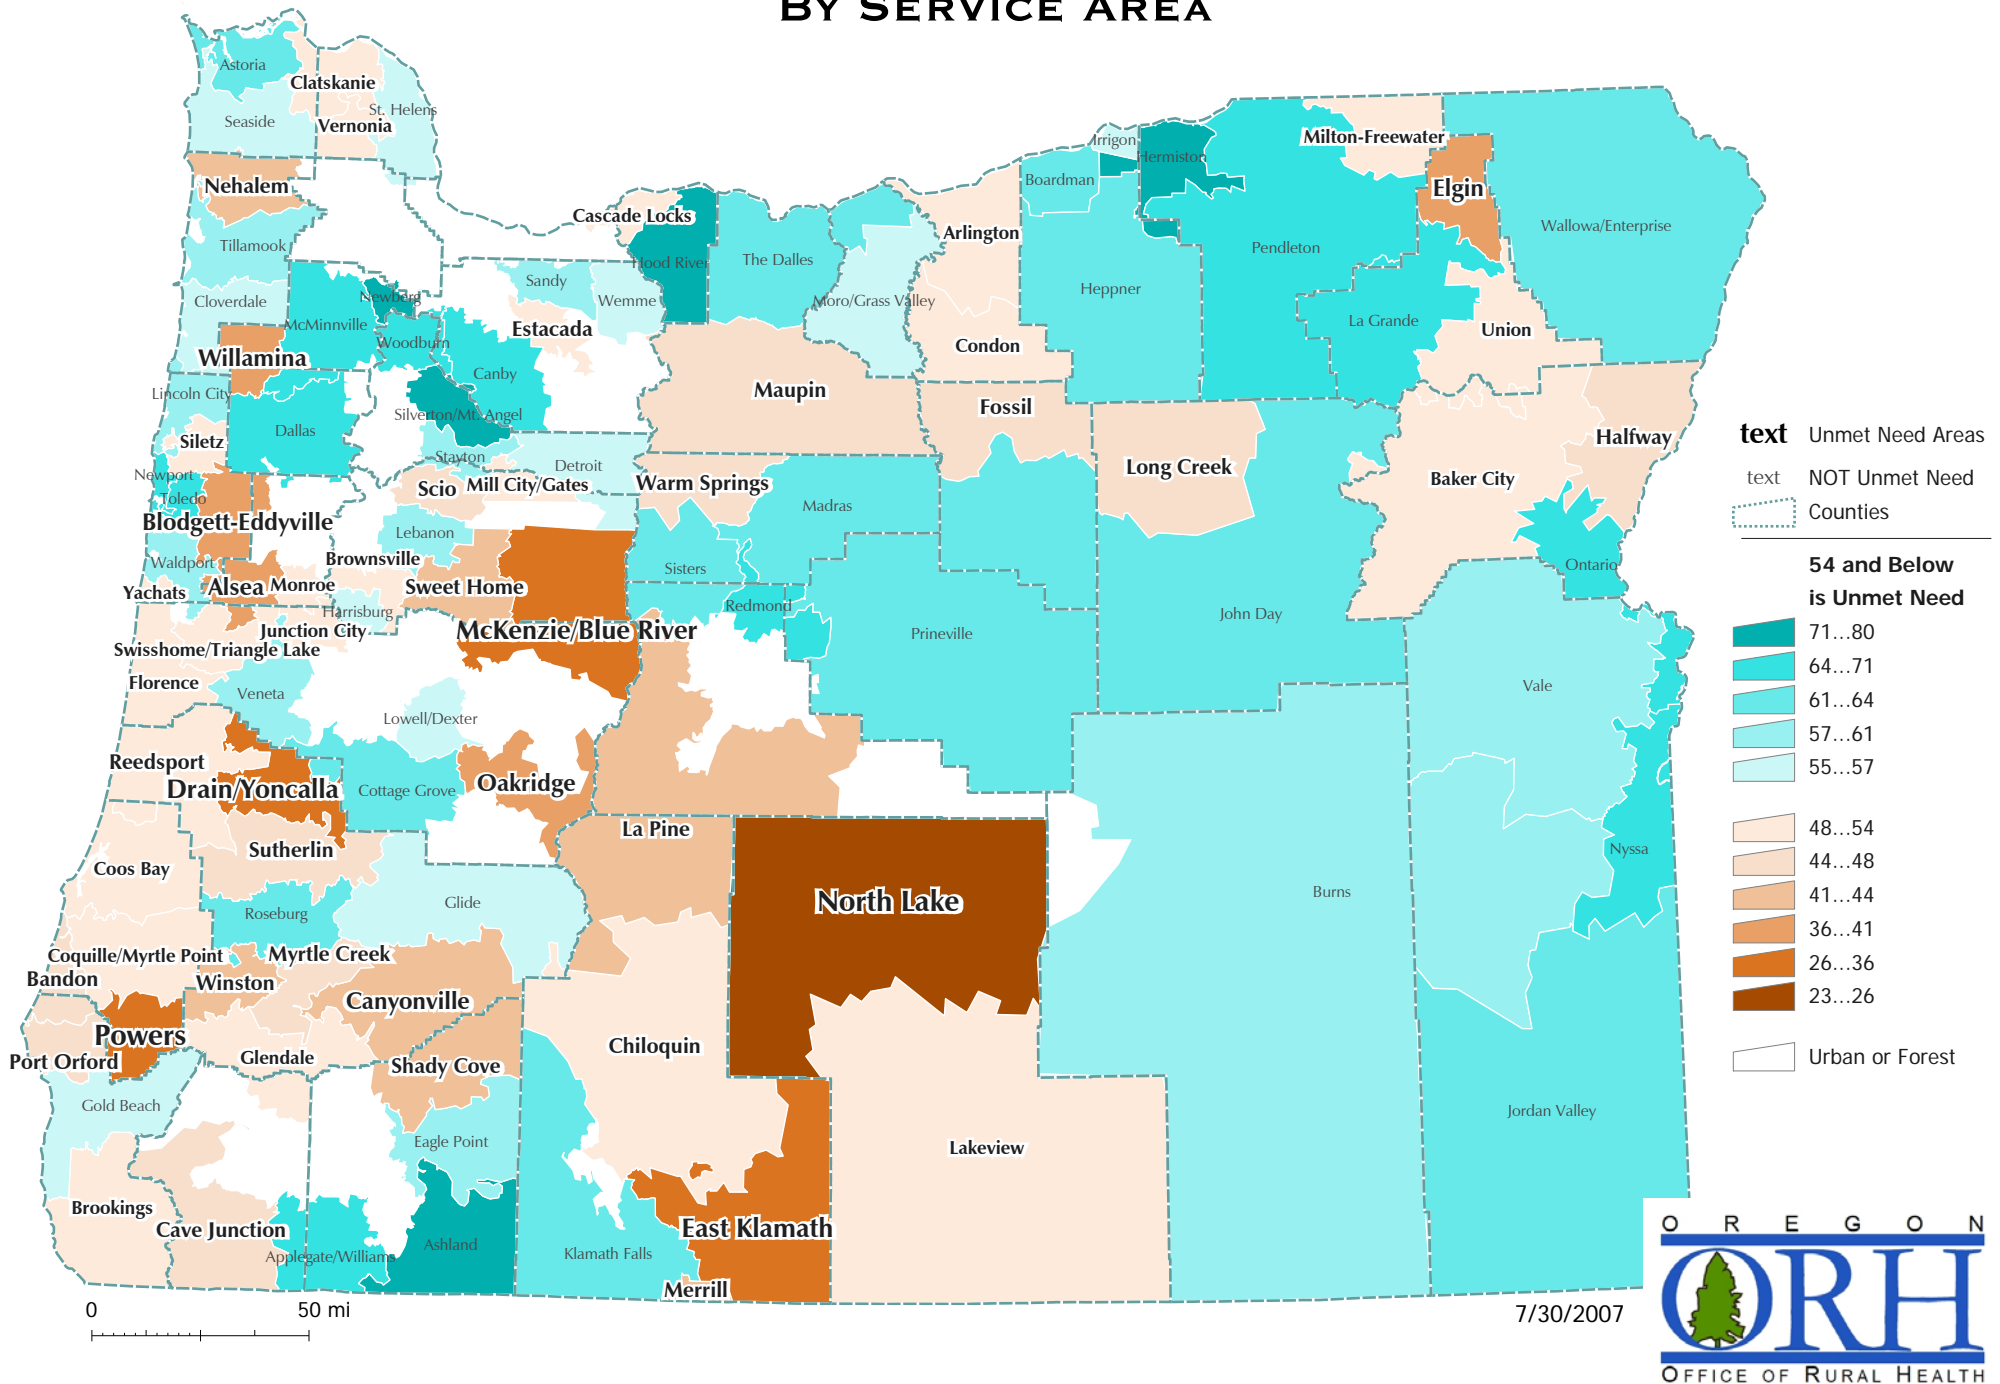 By Service Area
Astoria
Clatskanie
St. Helens
Seaside
Vernonia
Nehalem
Tillamook
Cloverdale
McMinnville
Newberg
Woodburn
Willamina
Lincoln City
Canby
Silverton/Mt. Angel
Dallas
Siletz
Stayton
Detroit
Newport
Toledo
Scio
Mill City/Gates
Blodgett-Eddyville
Lebanon
Waldport
Brownsville
Yachats
Alsea
Monroe
Sweet Home
Harrisburg
Junction City
McKenzie/Blue River
Swisshome/Triangle Lake
Florence
Veneta
Lowell/Dexter
Reedsport
Drain/Yoncalla
Cottage Grove
Oakridge
Sutherlin
La Pine
Coos Bay
Roseburg
Glide
Coquille/Myrtle Point
Myrtle Creek
Bandon
Winston
Canyonville
Powers
Port Orford
Glendale
Shady Cove
Gold Beach
Eagle Point
Brookings
Cave Junction
Applegate/Williams
Ashland
Klamath Falls
East Klamath
Merrill
Chiloquin
North Lake
Lakeview
Cascade Locks
Hood River
The Dalles
Sandy
Wemme
Estacada
Moro/Grass Valley
Arlington
Condon
Maupin
Fossil
Warm Springs
Madras
Sisters
Redmond
Prineville
Irrigon
Boardman
Hermiston
Heppner
Pendleton
Milton-Freewater
Elgin
Wallowa/Enterprise
La Grande
Union
Long Creek
Baker City
Halfway
Ontario
John Day
Vale
Nyssa
Burns
Jordan Valley
text Unmet Need Areas
text NOT Unmet Need
Counties
54 and Below
is Unmet Need
71...80
64...71
61...64
57...61
55...57
48...54
44...48
41...44
36...41
26...36
23...26
Urban or Forest
0 50 mi
7/30/2007
OREGON
ORH
Office of Rural Health